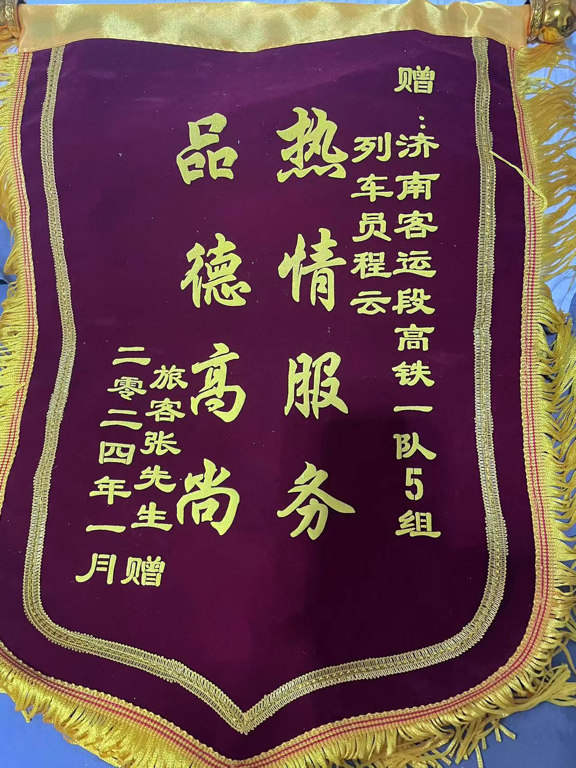 赠：济南客运段高铁一队5组
列车员程云
热情服务
品德高尚
旅客张先生赠
二零二四年一月